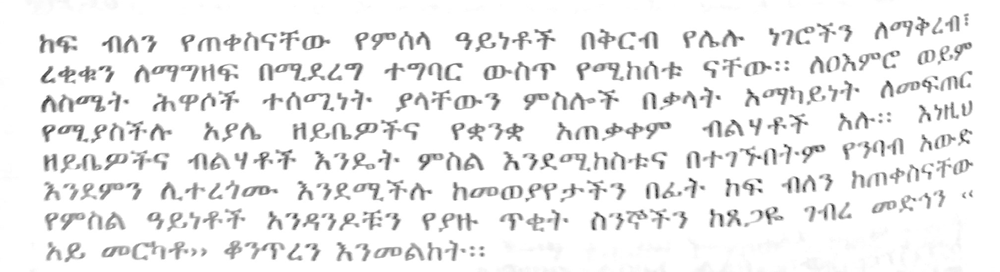 ከፍ ብለን የጠቀስናቸው የምሰላ ዓይነቶች በቅርብ የሌሉ ነገሮችን ለማቅረብ፤
ረቂቁን ለማግዘፍ በሚደረግ ተግባር ውስጥ የሚከሰቱ ናቸው። ለዐእምሮ ወይም
ለስሜት ሕዋሶች ተሰሚነት ያላቸውን ምስሎች በቃላት አማካይነት ለመፍጠር
የሚያስችሉ አያሌ ዘይቤዎችና የቋንቋ አጠቃቀም ብልሃቶች አሉ። እነዚህ
ዘይቤዎችና ብልሃቶች እንዴት ምስል እንደሚከስቱና በተገኙበትም የንባብ አውድ
እንደምን ሊተረጎሙ እንደሚችሉ ከመወያየታችን በፊት ከፍ ብለን ከጠቀስናቸው
የምስል ዓይነቶች አንዳንዶቹን የያዙ ጥቂት ስንኞችን ከጸጋዬ ገብረ መድኅን ‹‹
አይ መርካቶ›› ቆንጥረን እንመልከት።